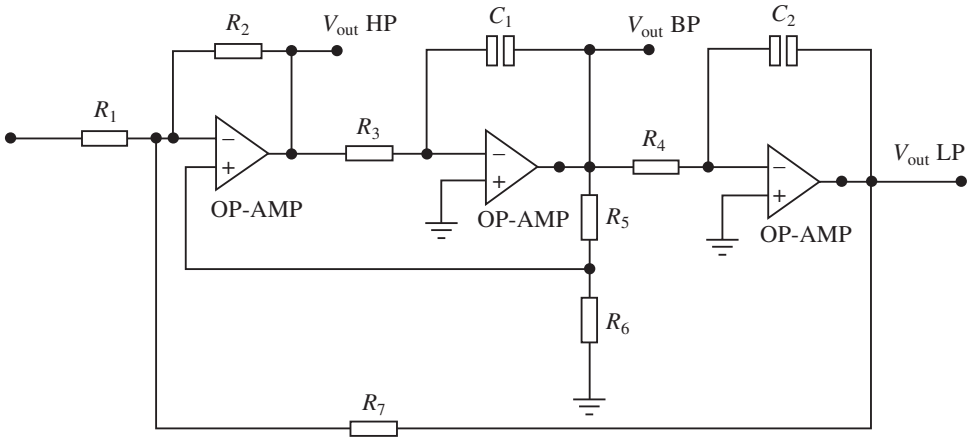 R2
Vout HP
C1
Vout BP
C2
R1
R3
R4
Vout LP
−
+
OP-AMP
−
+
OP-AMP
−
+
OP-AMP
R5
R6
R7